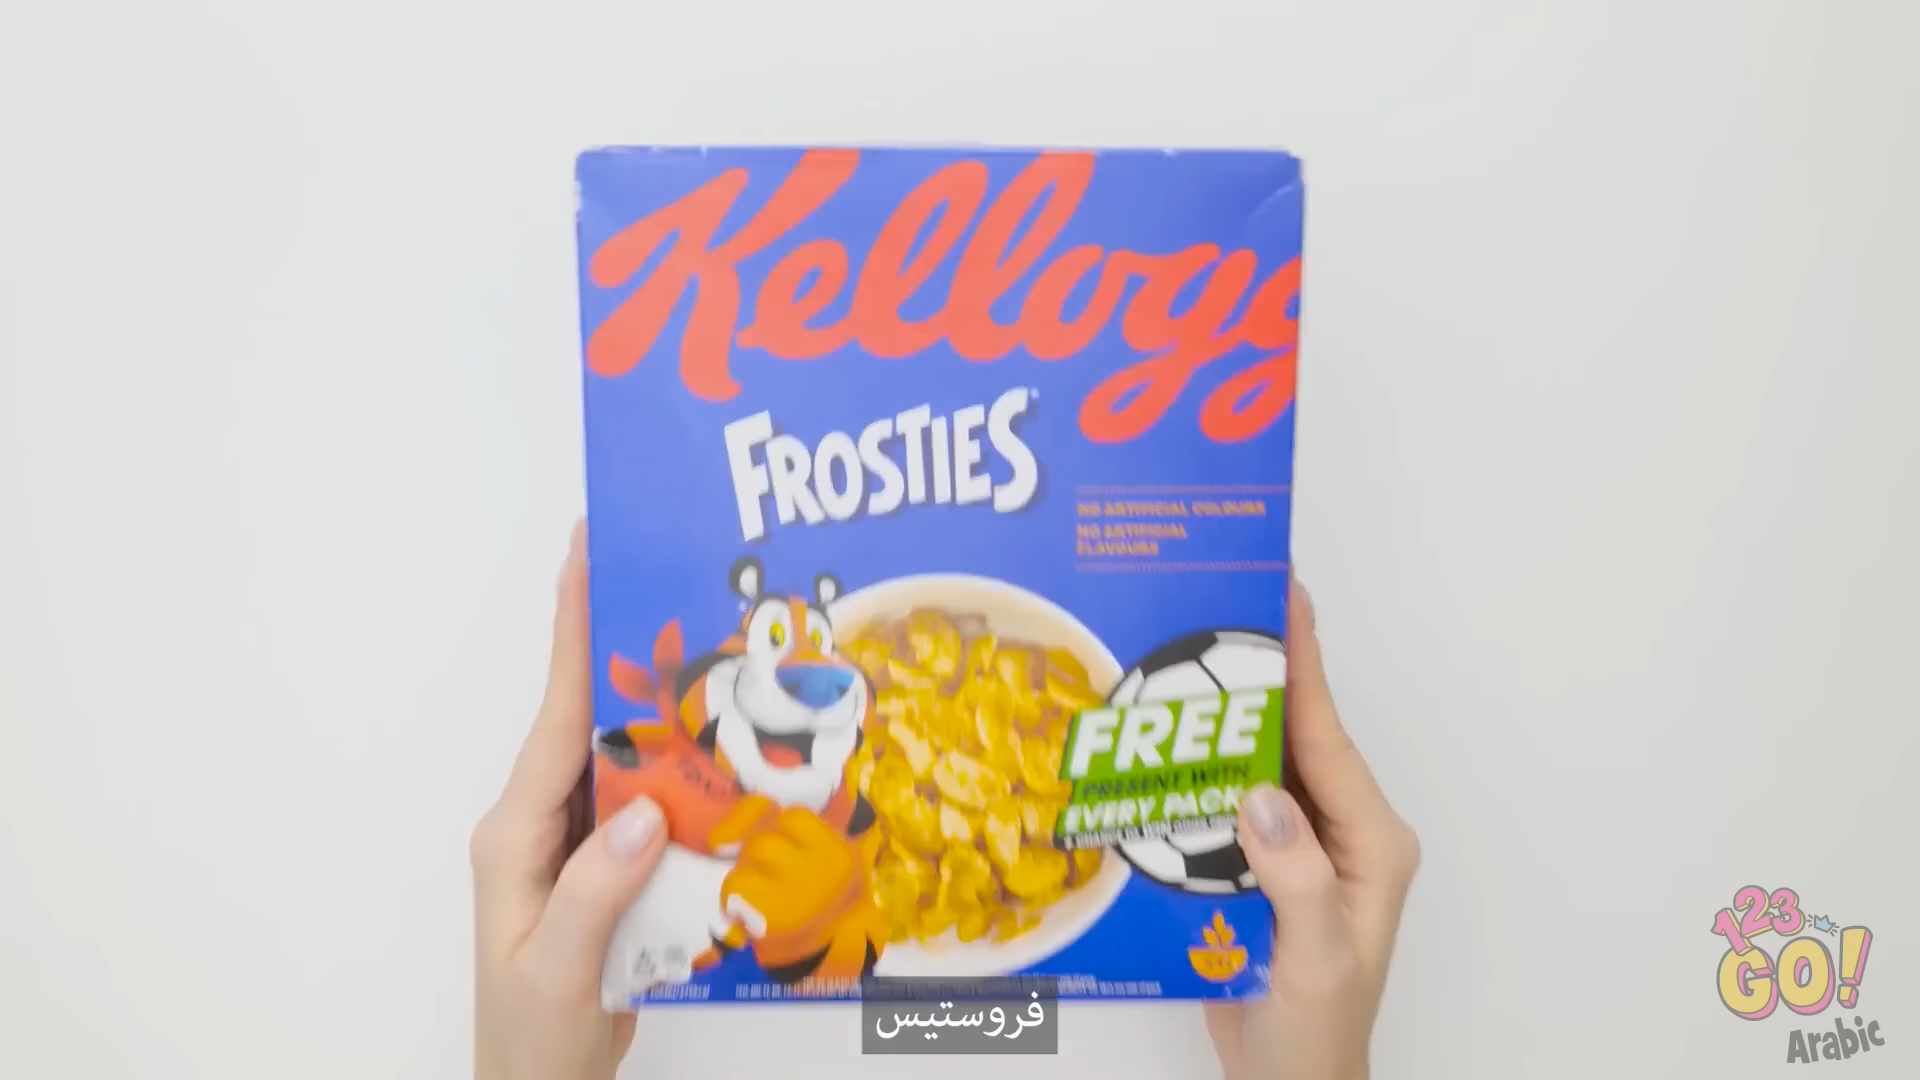 Kellogg
FROSTIES
NO ARTIFICIAL COLOURS
NO ARTIFICIAL
FLAVOURS
FREE
PRESENT WITH
EVERY PACK
فروستيس
123
GO!
Arabic